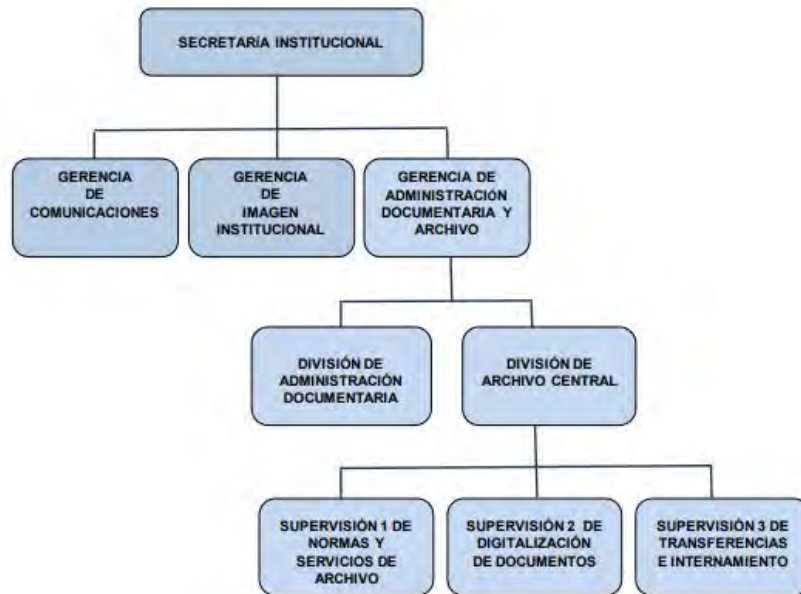 SECRETARÍA INSTITUCIONAL
GERENCIA
DE
COMUNICACIONES
GERENCIA
DE
IMAGEN
INSTITUCIONAL
GERENCIA DE
ADMINISTRACIÓN
DOCUMENTARIA Y
ARCHIVO
DIVISIÓN DE
ADMINISTRACIÓN
DOCUMENTARIA
DIVISIÓN DE
ARCHIVO CENTRAL
SUPERVISIÓN 1 DE
NORMAS Y
SERVICIOS DE
ARCHIVO
SUPERVISIÓN 2 DE
DIGITALIZACIÓN
DE DOCUMENTOS
SUPERVISIÓN 3 DE
TRANSFERENCIAS
E INTERNAMIENTO